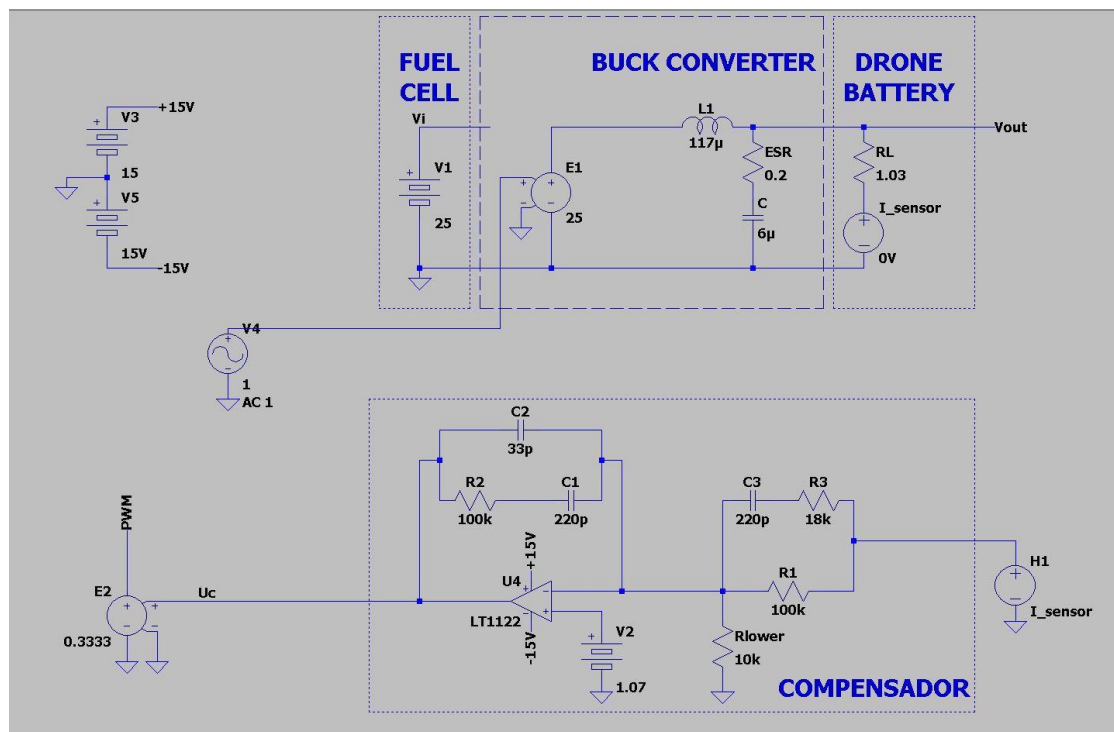 FUEL
CELL
BUCK CONVERTER
DRONE
BATTERY
+15V
V3
15
V5
15V
-15V
Vi
V1
25
E1
25
L1
117µ
ESR
0.2
C
6µ
Vout
RL
1.03
I_sensor
0V
V4
1
AC 1
C2
33p
R2
100k
C1
220p
C3
220p
R3
18k
R1
100k
H1
I_sensor
PWM
E2
0.3333
Uc
+15V
U4
LT1122
-15V
V2
1.07
Rlower
10k
COMPENSADOR